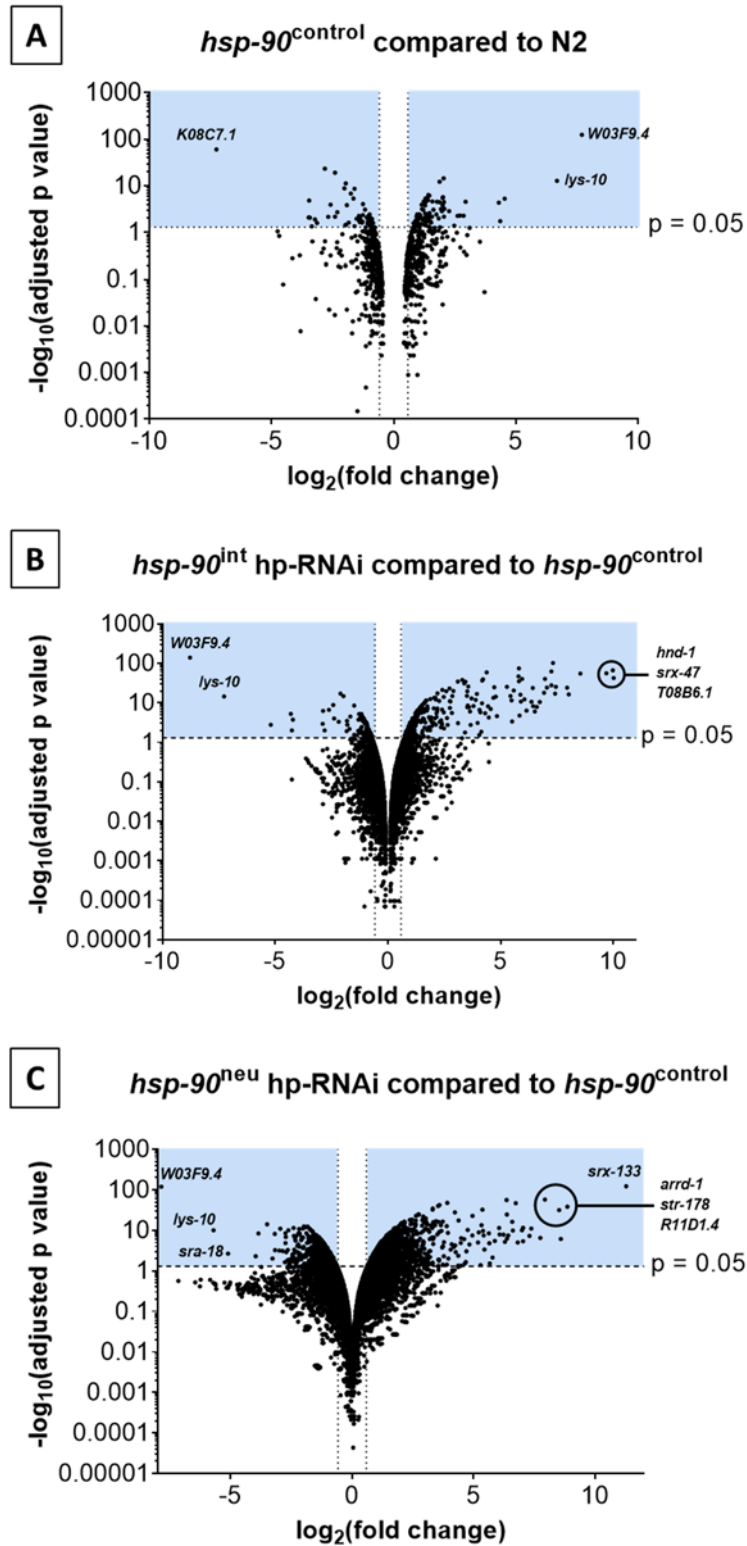 A
hsp-90control compared to N2
-log10(adjusted p value)
1000
100
10
1
0.1
0.01
0.001
0.0001
K08C7.1
W03F9.4
lys-10
p = 0.05
-10
-5
0
5
10
log2(fold change)
B
hsp-90int hp-RNAi compared to hsp-90control
-log10(adjusted p value)
1000
100
10
1
0.1
0.01
0.001
0.0001
0.00001
W03F9.4
lys-10
hnd-1
srx-47
T08B6.1
p = 0.05
-10
-5
0
5
10
log2(fold change)
C
hsp-90neu hp-RNAi compared to hsp-90control
-log10(adjusted p value)
1000
100
10
1
0.1
0.01
0.001
0.0001
0.00001
W03F9.4
lys-10
sra-18
srx-133
arrd-1
str-178
R11D1.4
p = 0.05
-5
0
5
10
log2(fold change)